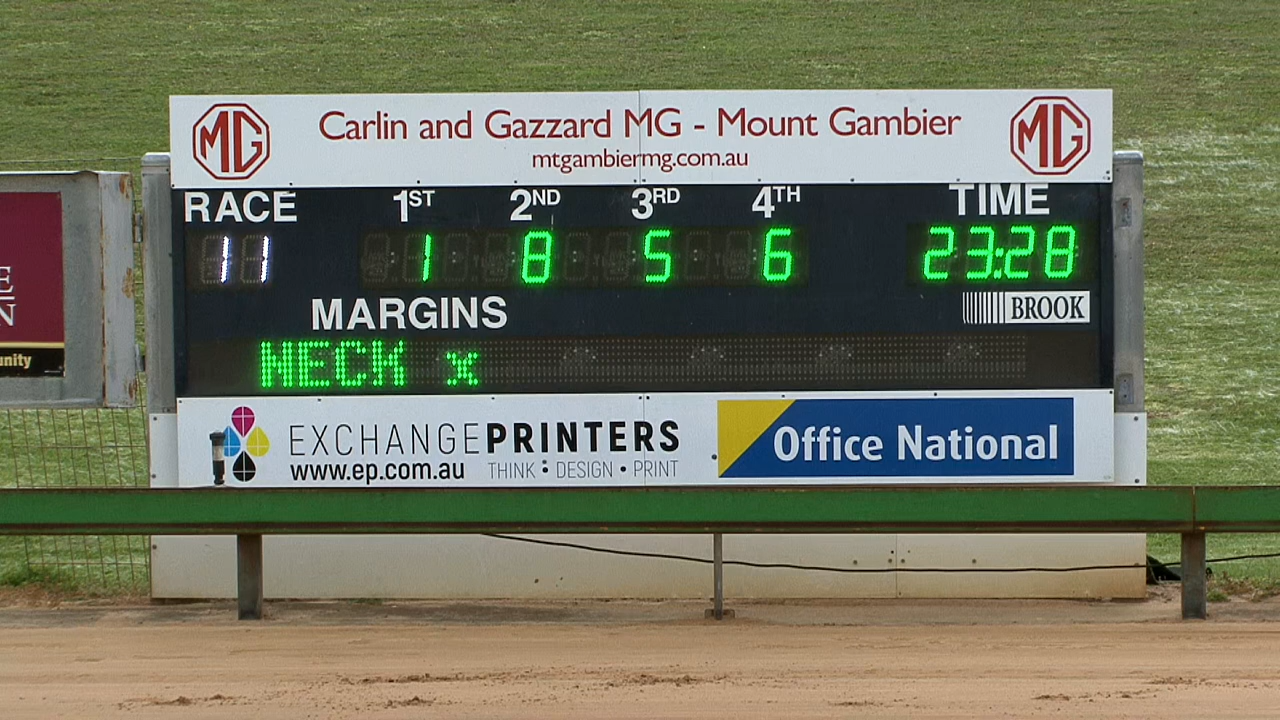 MG Carlin and Gazzard MG - Mount Gambier MG
mtgambiermg.com.au
RACE 1ST 2ND 3RD 4TH TIME
11 1 8 5 6 23:28
MARGINS BROOK
NECK x
EXCHANGEPRINTERS
www.ep.com.au THINK : DESIGN • PRINT
Office National
E
N
unity